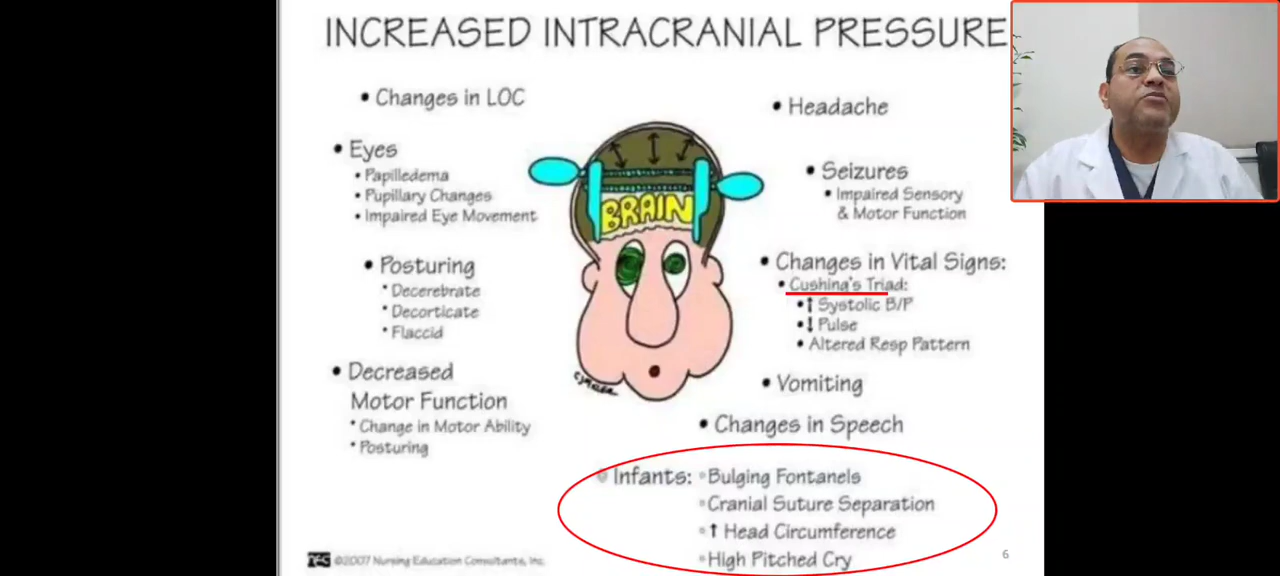 INCREASED INTRACRANIAL PRESSURE
• Changes in LOC
• Eyes
• Papilledema
• Pupillary Changes
• Impaired Eye Movement
• Posturing
• Decerebrate
• Decorticate
• Flaccid
• Decreased
Motor Function
• Change in Motor Ability
• Posturing
BRAIN
• Headache
• Seizures
• Impaired Sensory
& Motor Function
• Changes in Vital Signs:
• Cushing's Triad:
•↑ Systolic B/P
•↓ Pulse
• Altered Resp Pattern
• Vomiting
• Changes in Speech
• Infants: • Bulging Fontanels
• Cranial Suture Separation
• ↑ Head Circumference
• High Pitched Cry
©2007 Nursing Education Consultants, Inc.
6